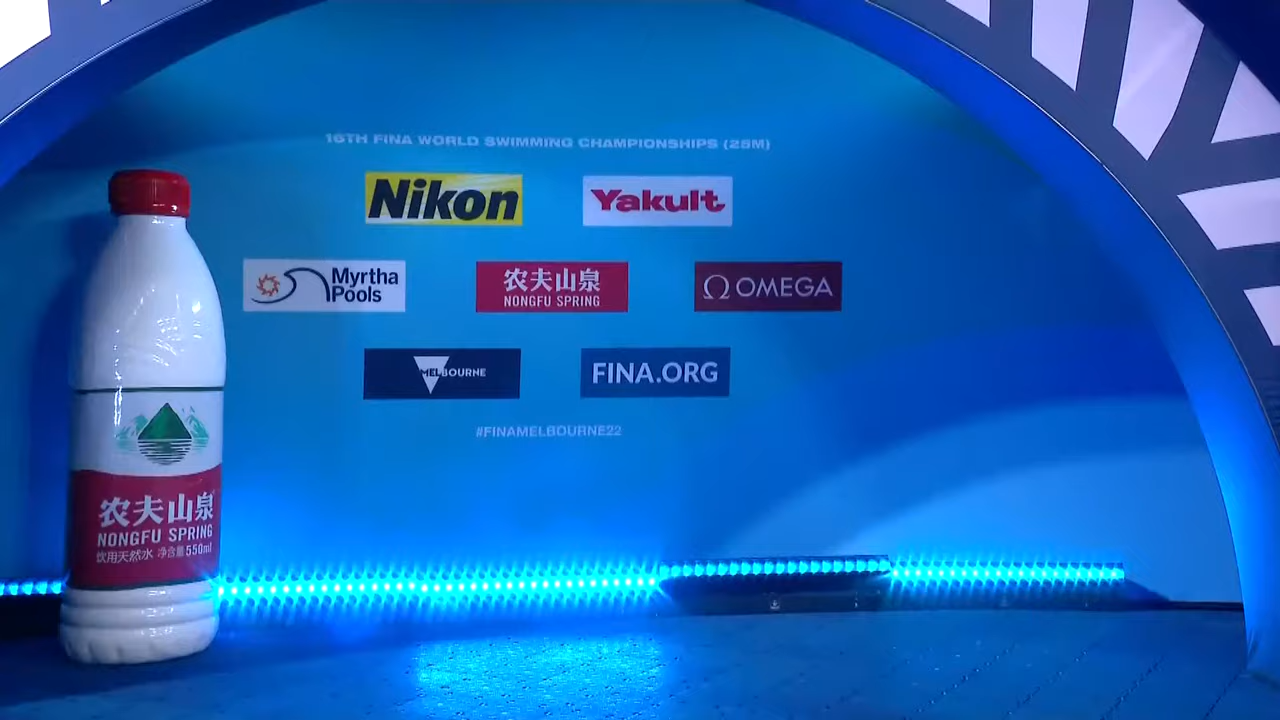 16TH FINA WORLD SWIMMING CHAMPIONSHIPS (25M)
Nikon
Yakult
Myrtha
Pools
农夫山泉
NONGFU SPRING
Ω OMEGA
MELBOURNE
FINA.ORG
#FINAMELBOURNE22
农夫山泉
NONGFU SPRING
饮用天然水 净含量550ml